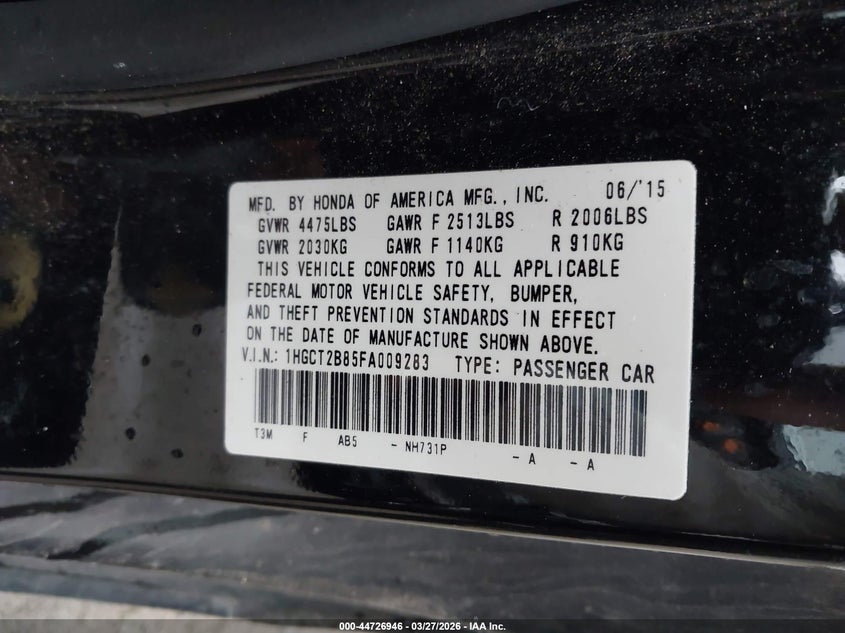 MFD. BY HONDA OF AMERICA MFG., INC. 06/'15
GVWR 4475LBS GAWR F 2513LBS R 2006LBS
GVWR 2030KG GAWR F 1140KG R 910KG
THIS VEHICLE CONFORMS TO ALL APPLICABLE
FEDERAL MOTOR VEHICLE SAFETY, BUMPER,
AND THEFT PREVENTION STANDARDS IN EFFECT
ON THE DATE OF MANUFACTURE SHOWN ABOVE.
V.I.N.: 1HGCT2B85FA009283 TYPE: PASSENGER CAR
T3M F AB5 - NH731P - A - A
000-44726946 - 03/27/2026 - IAA Inc.